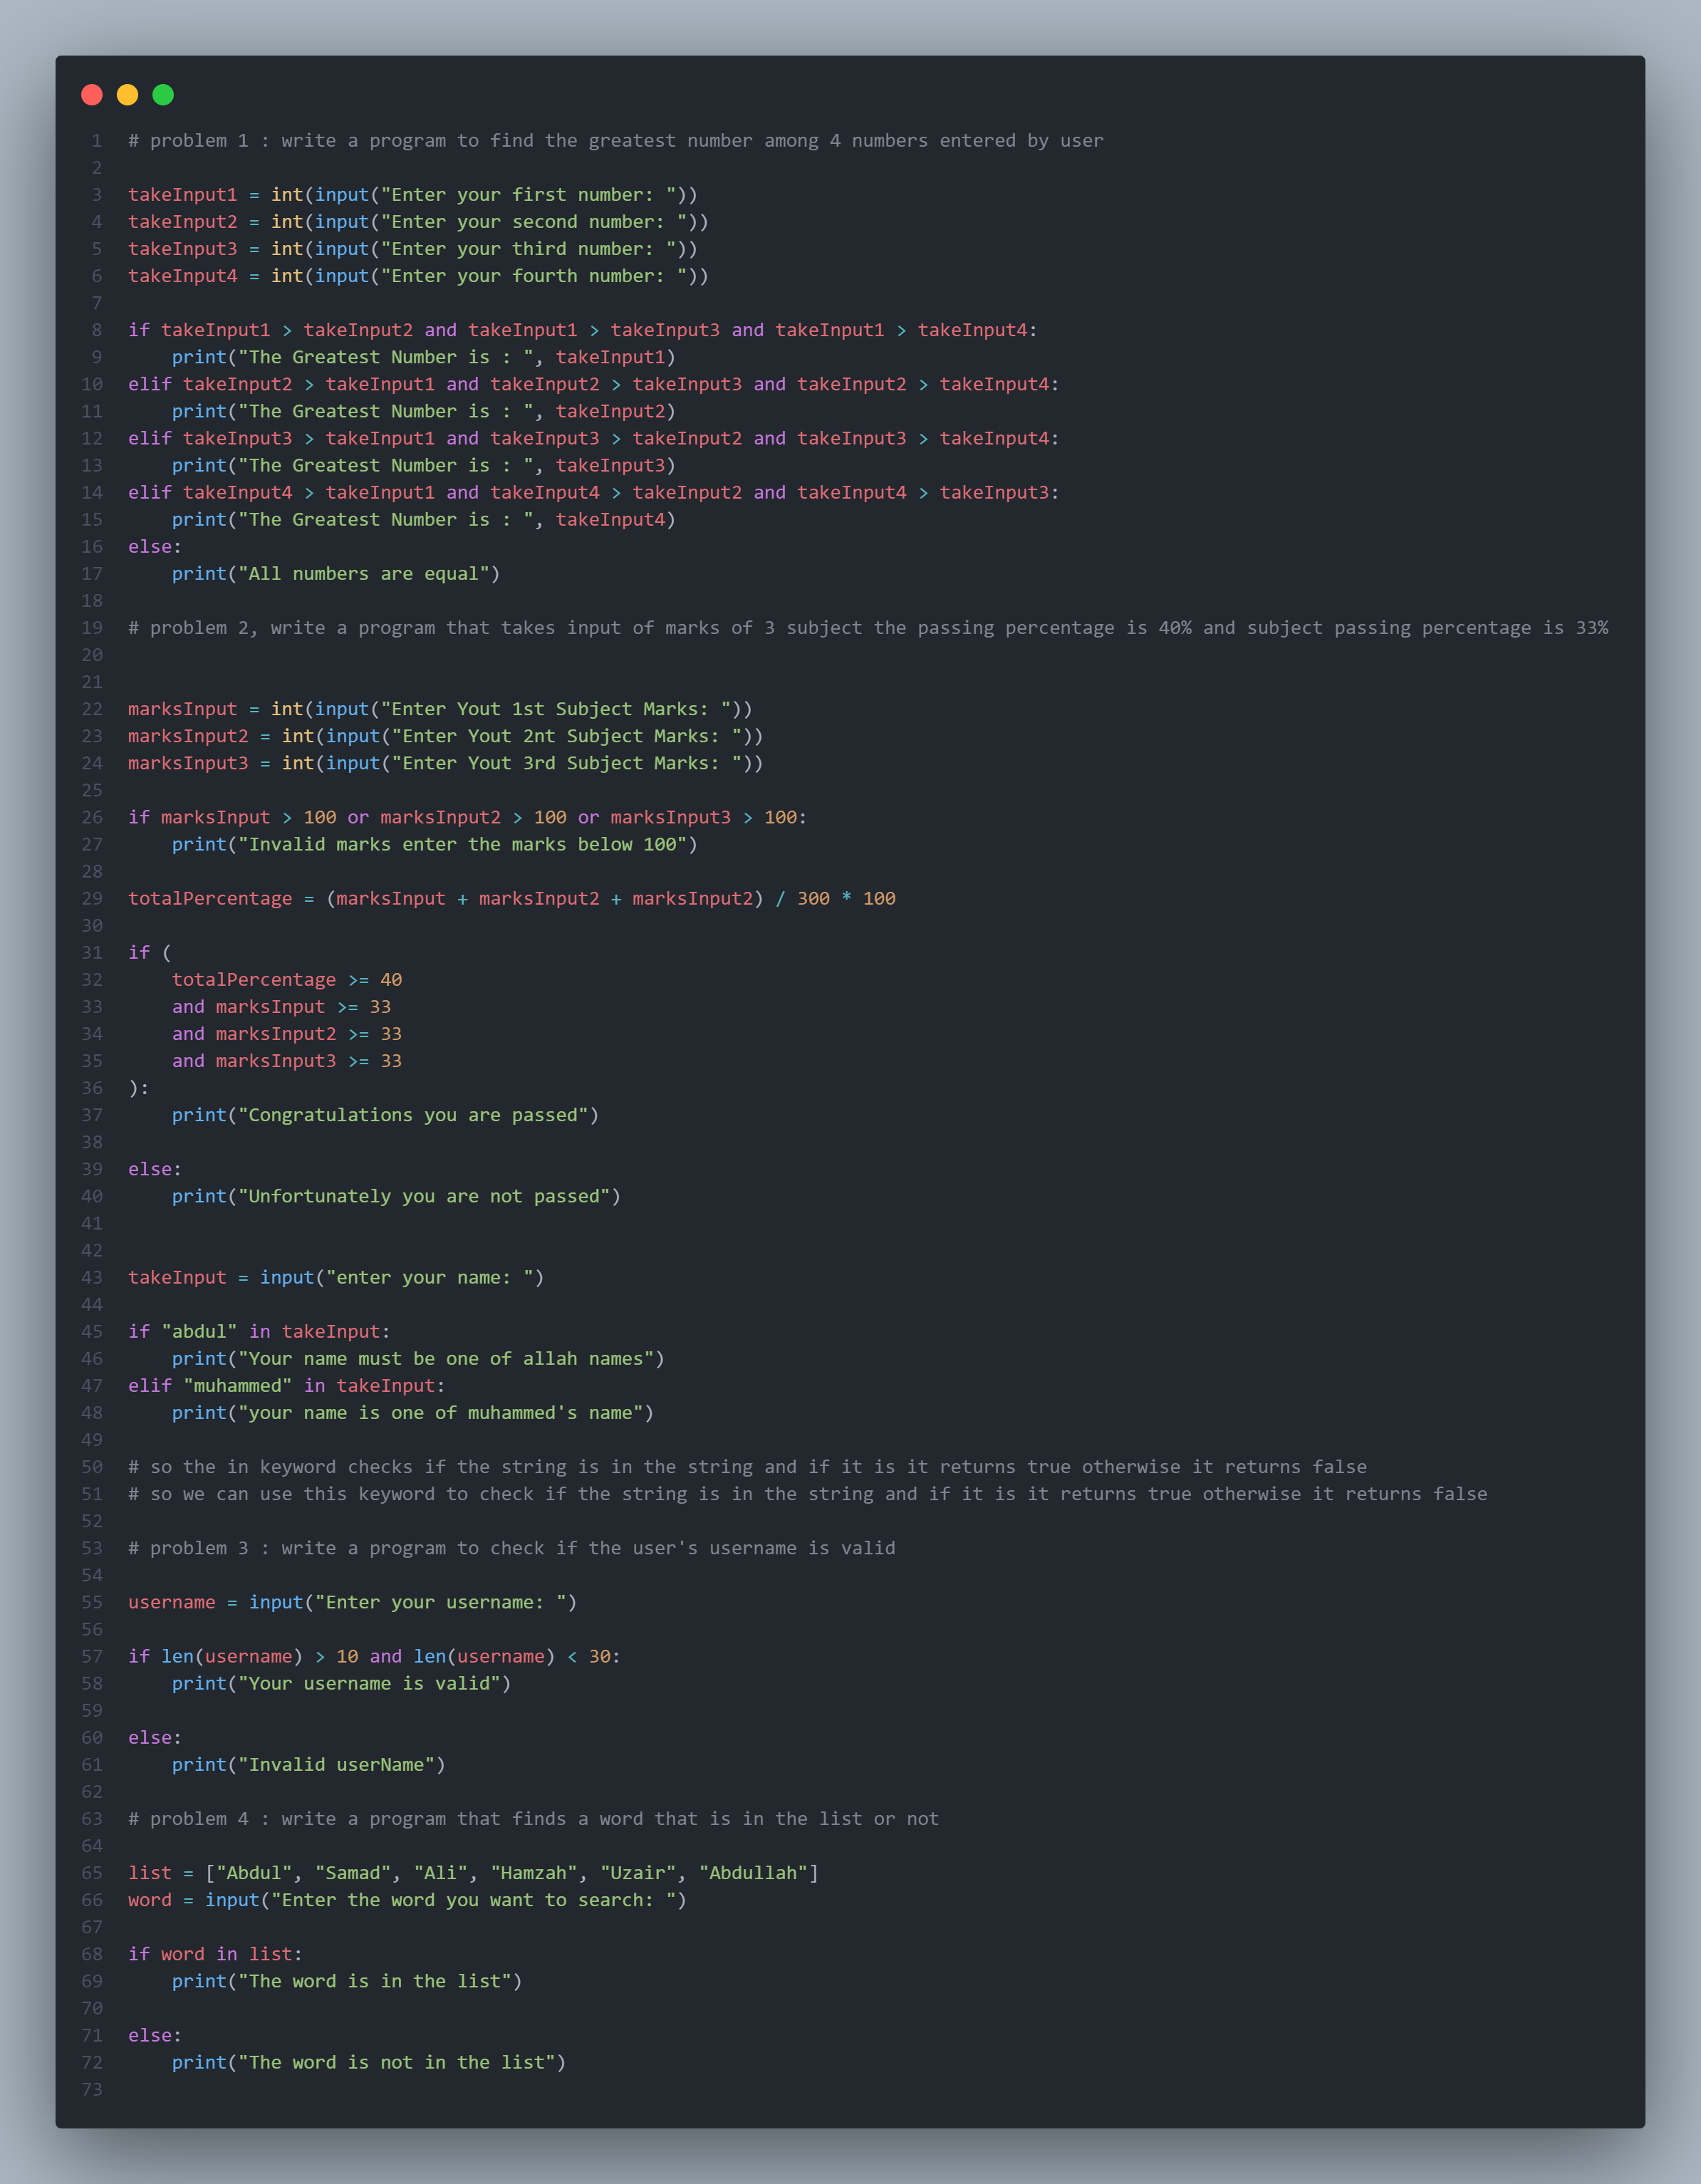 1 # problem 1 : write a program to find the greatest number among 4 numbers entered by user
2
3 takeInput1 = int(input("Enter your first number: "))
4 takeInput2 = int(input("Enter your second number: "))
5 takeInput3 = int(input("Enter your third number: "))
6 takeInput4 = int(input("Enter your fourth number: "))
7
8 if takeInput1 > takeInput2 and takeInput1 > takeInput3 and takeInput1 > takeInput4:
9     print("The Greatest Number is : ", takeInput1)
10 elif takeInput2 > takeInput1 and takeInput2 > takeInput3 and takeInput2 > takeInput4:
11     print("The Greatest Number is : ", takeInput2)
12 elif takeInput3 > takeInput1 and takeInput3 > takeInput2 and takeInput3 > takeInput4:
13     print("The Greatest Number is : ", takeInput3)
14 elif takeInput4 > takeInput1 and takeInput4 > takeInput2 and takeInput4 > takeInput3:
15     print("The Greatest Number is : ", takeInput4)
16 else:
17     print("All numbers are equal")
18
19 # problem 2, write a program that takes input of marks of 3 subject the passing percentage is 40% and subject passing percentage is 33%
20
21
22 marksInput = int(input("Enter Yout 1st Subject Marks: "))
23 marksInput2 = int(input("Enter Yout 2nt Subject Marks: "))
24 marksInput3 = int(input("Enter Yout 3rd Subject Marks: "))
25
26 if marksInput > 100 or marksInput2 > 100 or marksInput3 > 100:
27     print("Invalid marks enter the marks below 100")
28
29 totalPercentage = (marksInput + marksInput2 + marksInput2) / 300 * 100
30
31 if (
32     totalPercentage >= 40
33     and marksInput >= 33
34     and marksInput2 >= 33
35     and marksInput3 >= 33
36 ):
37     print("Congratulations you are passed")
38
39 else:
40     print("Unfortunately you are not passed")
41
42
43 takeInput = input("enter your name: ")
44
45 if "abdul" in takeInput:
46     print("Your name must be one of allah names")
47 elif "muhammed" in takeInput:
48     print("your name is one of muhammed's name")
49
50 # so the in keyword checks if the string is in the string and if it is it returns true otherwise it returns false
51 # so we can use this keyword to check if the string is in the string and if it is it returns true otherwise it returns false
52
53 # problem 3 : write a program to check if the user's username is valid
54
55 username = input("Enter your username: ")
56
57 if len(username) > 10 and len(username) < 30:
58     print("Your username is valid")
59
60 else:
61     print("Invalid userName")
62
63 # problem 4 : write a program that finds a word that is in the list or not
64
65 list = ["Abdul", "Samad", "Ali", "Hamzah", "Uzair", "Abdullah"]
66 word = input("Enter the word you want to search: ")
67
68 if word in list:
69     print("The word is in the list")
70
71 else:
72     print("The word is not in the list")
73